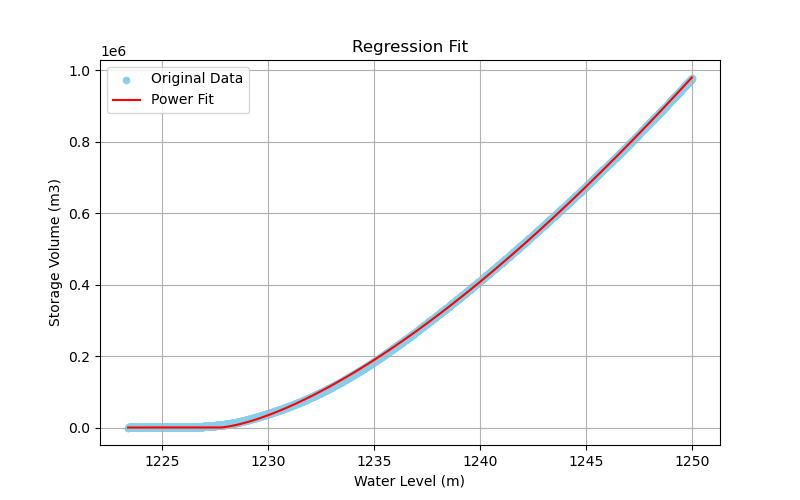 Regression Fit
1e6
Original Data
Power Fit
1.0
0.8
0.6
0.4
0.2
0.0
Storage Volume (m3)
1225 1230 1235 1240 1245 1250
Water Level (m)